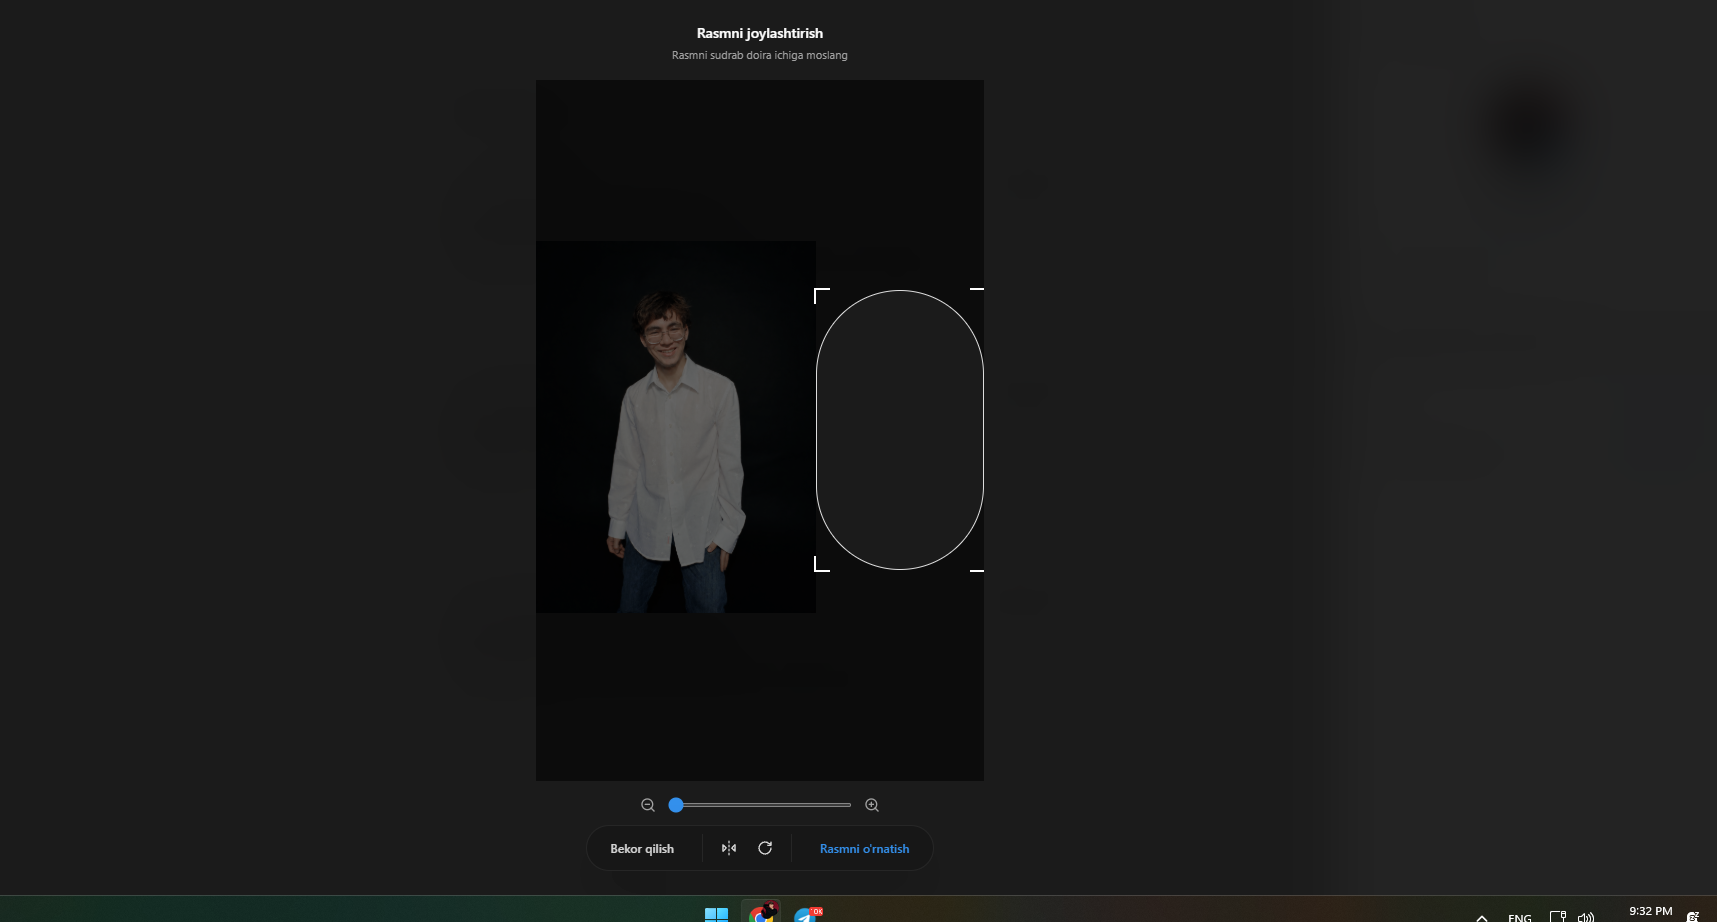 Rasmni joylashtirish
Rasmni sudrab doira ichiga moslang
Bekor qilish
Rasmni o'rnatish
ENG
9:32 PM